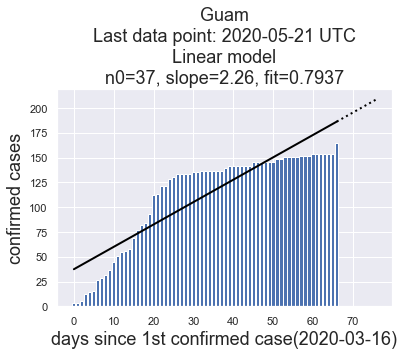 Guam
Last data point: 2020-05-21 UTC
Linear model
n0=37, slope=2.26, fit=0.7937
200
175
150
125
100
75
50
25
0
confirmed cases
0 10 20 30 40 50 60 70
days since 1st confirmed case(2020-03-16)